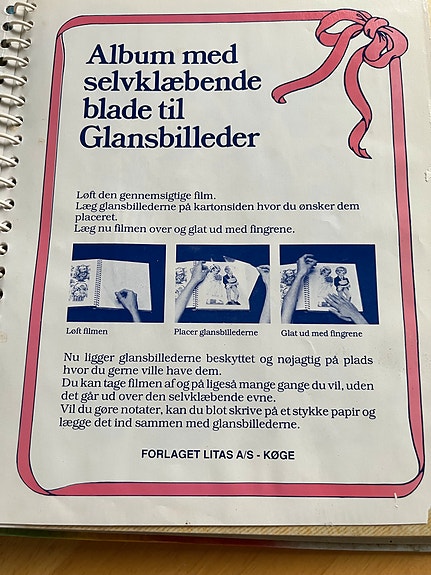 Album med
selvklæbende
blade til
Glansbilleder
Løft den gennemsigtige film.
Læg glansbillederne på kartonsiden hvor du ønsker dem
placeret.
Læg nu filmen over og glat ud med fingrene.
Løft filmen
Placer glansbillederne
Glat ud med fingrene
Nu ligger glansbillederne beskyttet og nøjagtig på plads
hvor du gerne ville have dem.
Du kan tage filmen af og på ligeså mange gange du vil, uden
det går ud over den selvklæbende evne.
Vil du gøre notater, kan du blot skrive på et stykke papir og
lægge det ind sammen med glansbillederne.
FORLAGET LITAS A/S - KØGE